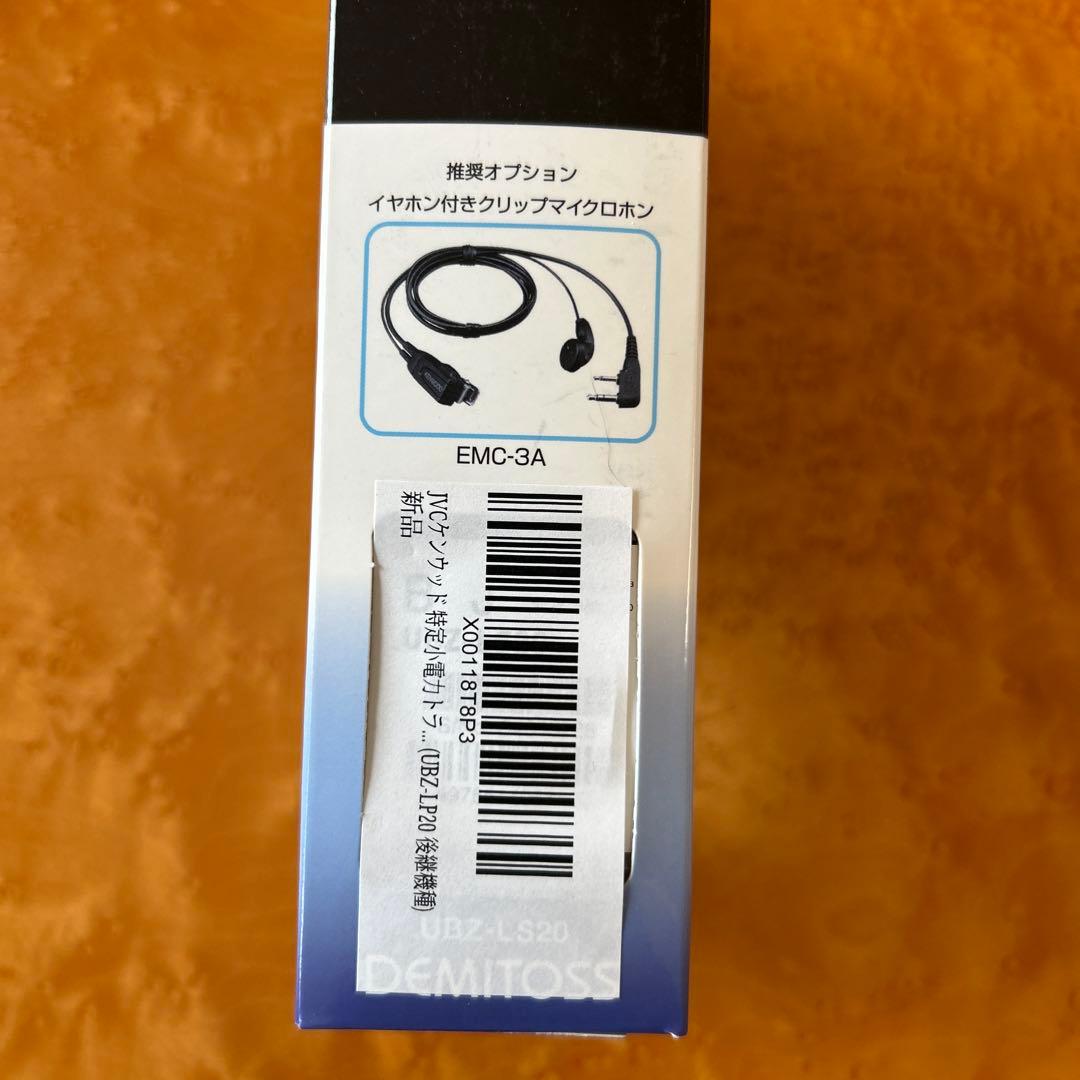 推奨オプション
イヤホン付きクリップマイクロホン
KENWOOD
EMC-3A
X00118T8P3
JVCケンウッド 特定小電力トラ... (UBZ-LP20 後継機種)
新品
UBZ-LS20
DEMITOSS